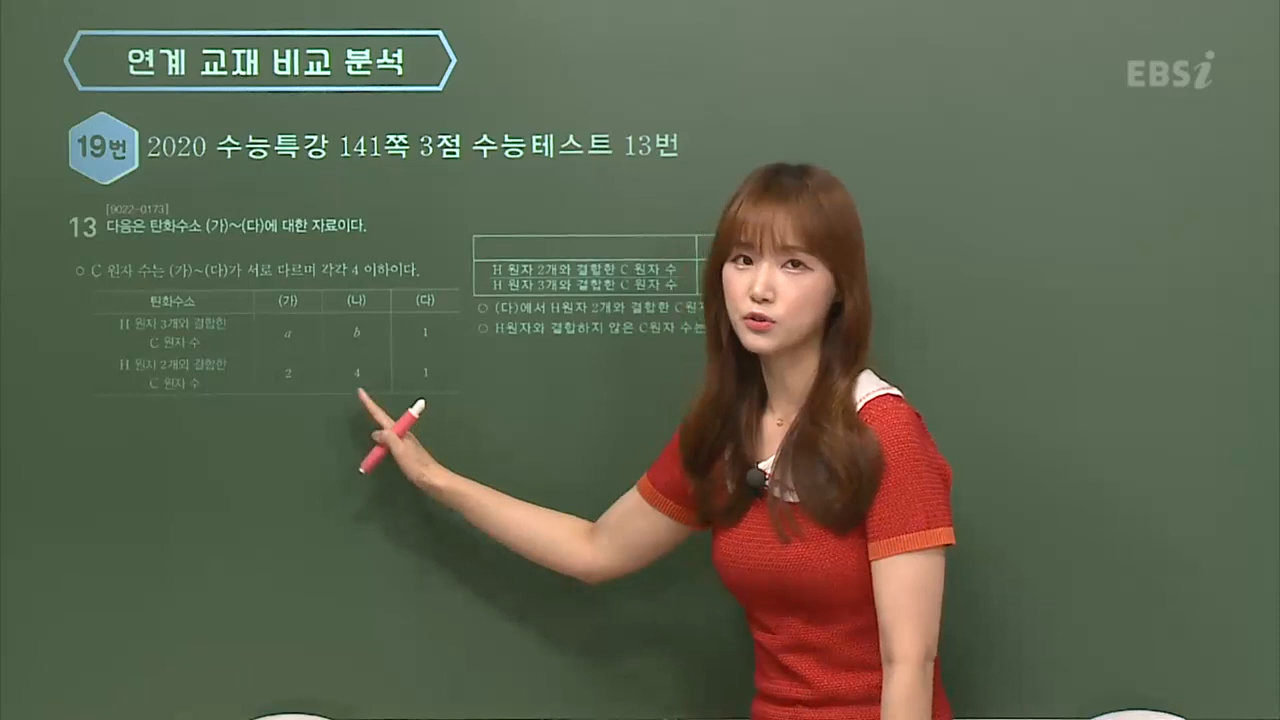 연계 교재 비교 분석
EBSi
19번 2020 수능특강 141쪽 3점 수능테스트 13번
[9022-0173]
13 다음은 탄화수소 (가)~(다)에 대한 자료이다.
○ C 원자 수는 (가)~(다)가 서로 다르며 각각 4 이하이다.
탄화수소 (가) (나) (다)
H 원자 3개와 결합한
C 원자 수 a b 1
H 원자 2개와 결합한
C 원자 수 2 4 1
H 원자 2개와 결합한 C 원자 수
H 원자 3개와 결합한 C 원자 수
○ (다)에서 H원자 2개와 결합한 C원자
○ H원자와 결합하지 않은 C원자 수는